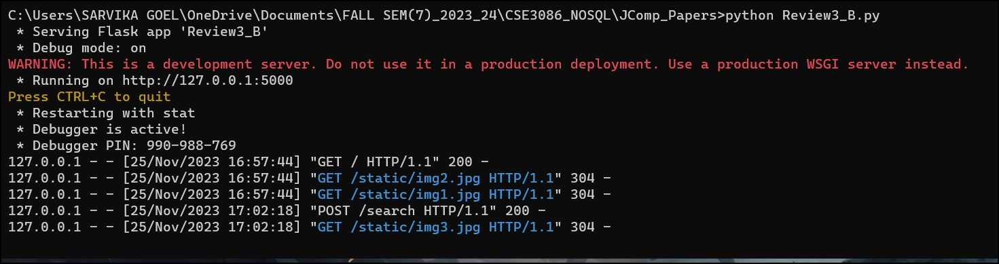 C:\Users\SARVIKA GOEL\OneDrive\Documents\FALL SEM(7)_2023_24\CSE3086_NOSQL\JComp_Papers>python Review3_B.py
 * Serving Flask app 'Review3_B'
 * Debug mode: on
WARNING: This is a development server. Do not use it in a production deployment. Use a production WSGI server instead.
 * Running on http://127.0.0.1:5000
Press CTRL+C to quit
 * Restarting with stat
 * Debugger is active!
 * Debugger PIN: 990-988-769
127.0.0.1 - - [25/Nov/2023 16:57:44] "GET / HTTP/1.1" 200 -
127.0.0.1 - - [25/Nov/2023 16:57:44] "GET /static/img2.jpg HTTP/1.1" 304 -
127.0.0.1 - - [25/Nov/2023 16:57:44] "GET /static/img1.jpg HTTP/1.1" 304 -
127.0.0.1 - - [25/Nov/2023 17:02:18] "POST /search HTTP/1.1" 200 -
127.0.0.1 - - [25/Nov/2023 17:02:18] "GET /static/img3.jpg HTTP/1.1" 304 -